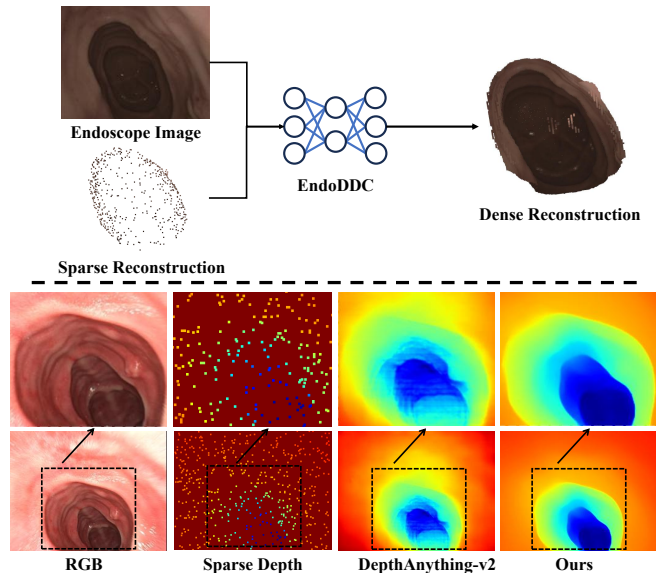 Endoscope Image
EndoDDC
Sparse Reconstruction
Dense Reconstruction
RGB
Sparse Depth
DepthAnything-v2
Ours